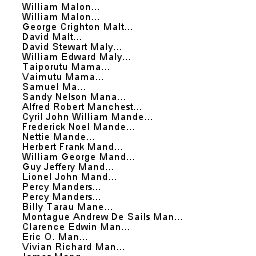 William Malon...
William Malon...
George Crighton Malt...
David Malt...
David Stewart Maly...
William Edward Maly...
Taiporutu Mama...
Vaimutu Mama...
Samuel Ma...
Sandy Nelson Mana...
Alfred Robert Manchest...
Cyril John William Mande...
Frederick Noel Mande...
Nettie Mande...
Herbert Frank Mand...
William George Mand...
Guy Jeffery Mand...
Lionel John Mand...
Percy Manders...
Percy Manders...
Billy Tarau Mane...
Montague Andrew De Sails Man...
Clarence Edwin Man...
Eric O. Man...
Vivian Richard Man...